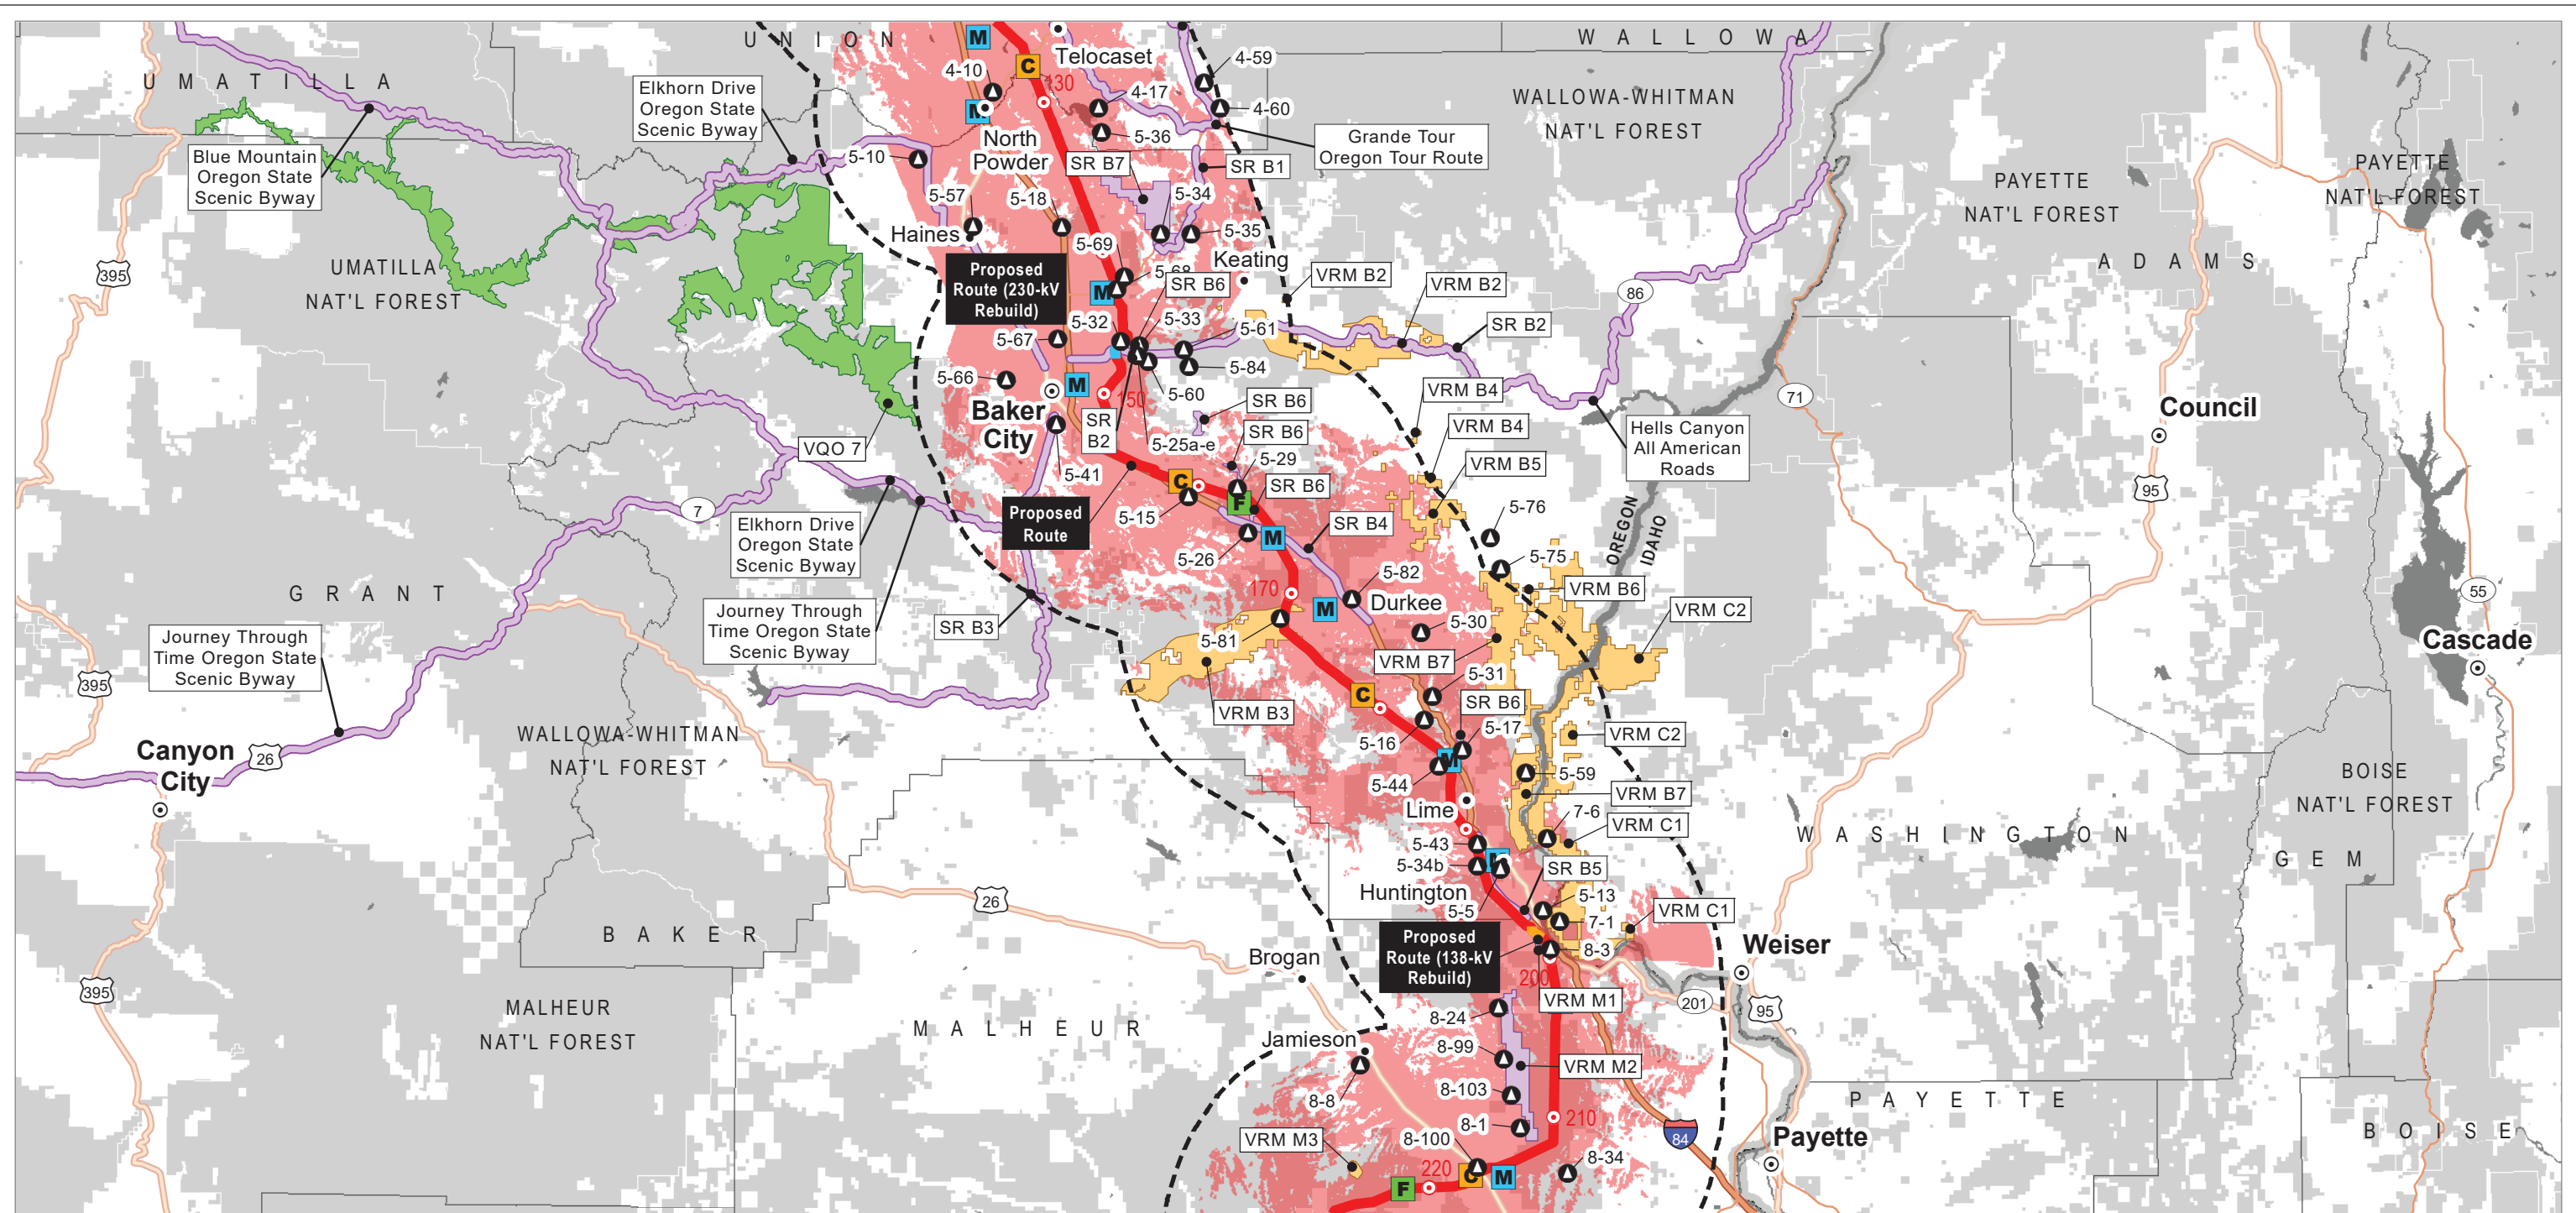 UNION
WALLOWA
UMATILLA
Telocaset
M
C
130
4-10
4-59
4-17
4-60
5-36
M
North
Powder
Elkhorn Drive
Oregon State
Scenic Byway
Blue Mountain
Oregon State
Scenic Byway
WALLOWA-WHITMAN
NAT'L FOREST
Grande Tour
Oregon Tour Route
PAYETTE
NAT'L FOREST
PAYETTE
NAT'L FOREST
5-10
SR B7
SR B1
5-57
5-18
5-34
5-35
Haines
5-69
5-68
Keating
ADAMS
395
UMATILLA
NAT'L FOREST
Proposed
Route (230-kV
Rebuild)
M
SR B6
VRM B2
VRM B2
86
SR B2
5-32
5-33
5-61
5-67
5-84
5-66
M
5-60
150
Baker
City
SR
B2
5-25a-e
SR B6
VRM B4
71
Council
VQO 7
5-41
SR B6
5-29
VRM B4
Hells Canyon
All American
Roads
C
SR B6
F
VRM B5
95
7
Elkhorn Drive
Oregon State
Scenic Byway
Proposed
Route
5-15
5-26
M
SR B4
5-76
OREGON
IDAHO
5-75
170
5-82
VRM B6
55
GRANT
Journey Through
Time Oregon State
Scenic Byway
SR B3
M
Durkee
VRM C2
Cascade
Journey Through
Time Oregon State
Scenic Byway
5-81
5-30
VRM B7
395
5-31
C
VRM B3
SR B6
5-16
5-17
VRM C2
WALLOWA-WHITMAN
NAT'L FOREST
Canyon
City
26
M
5-44
5-59
BOISE
NAT'L FOREST
VRM B7
Lime
7-6
VRM C1
WASHINGTON
GEM
5-43
5-34b
SR B5
Huntington
5-5
5-13
VRM C1
26
7-1
BAKER
Proposed
Route (138-kV
Rebuild)
8-3
Weiser
Brogan
200
395
VRM M1
201
95
MALHEUR
NAT'L FOREST
MALHEUR
8-24
Jamieson
8-99
VRM M2
8-8
8-103
PAYETTE
210
8-1
84
Payette
BOISE
VRM M3
8-100
8-34
220
C
M
F